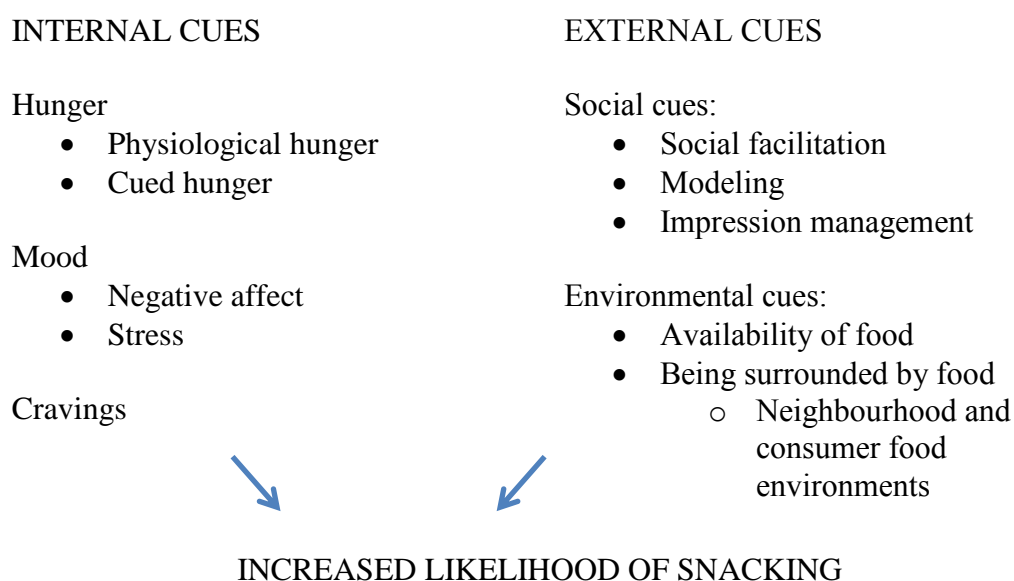 INTERNAL CUES
Hunger
• Physiological hunger
• Cued hunger
Mood
• Negative affect
• Stress
Cravings
EXTERNAL CUES
Social cues:
• Social facilitation
• Modeling
• Impression management
Environmental cues:
• Availability of food
• Being surrounded by food
o Neighbourhood and
consumer food
environments
INCREASED LIKELIHOOD OF SNACKING